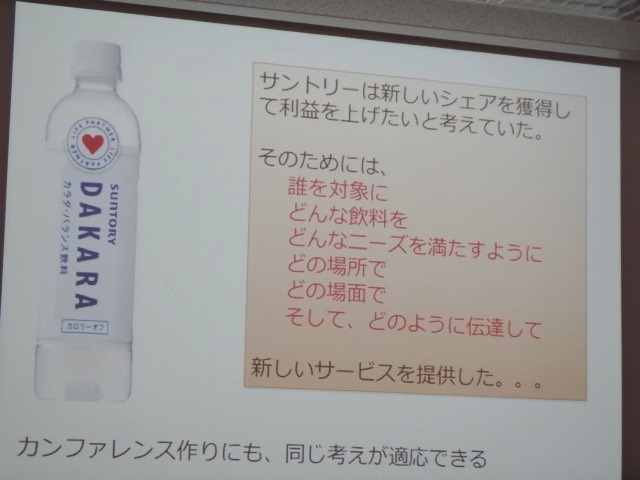 LIFE PARTNER LIFE PARTNER
SUNTORY
DAKARA
カラダ・バランス飲料
カロリーオフ
サントリーは新しいシェアを獲得し
て利益を上げたいと考えていた。
そのためには、
誰を対象に
どんな飲料を
どんなニーズを満たすように
どの場所で
どの場面で
そして、どのように伝達して
新しいサービスを提供した。。。
カンファレンス作りにも、同じ考えが適応できる